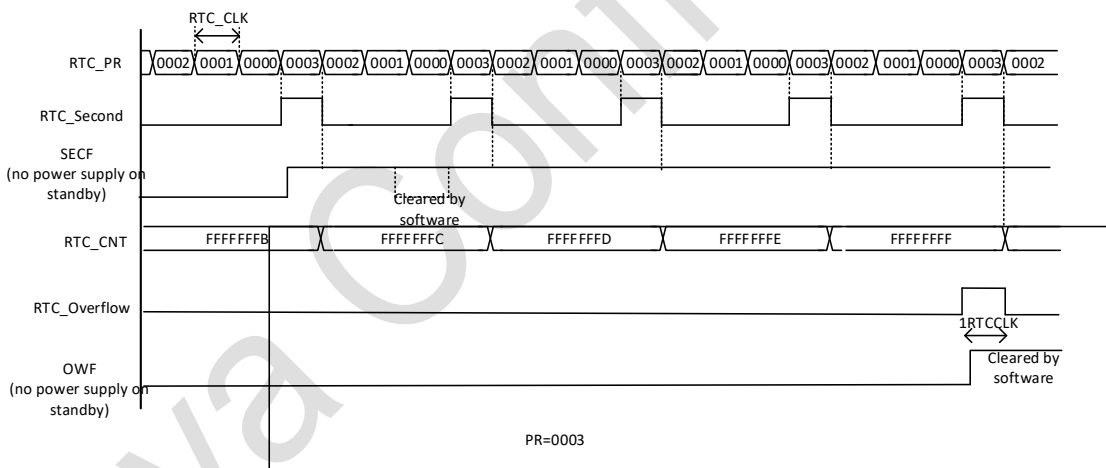 RTC_CLK
RTC_PR 0002 0001 0000 0003 0002 0001 0000 0003 0002 0001 0000 0003 0002 0001 0000 0003 0002 0001 0000 0003 0002
RTC_Second
SECF
(no power supply on
standby)
Cleared by
software
RTC_CNT FFFFFFFB FFFFFFFC FFFFFFFD FFFFFFFE FFFFFFFF
RTC_Overflow
1RTCCLK
OWF
(no power supply on
standby)
Cleared by
software
PR=0003